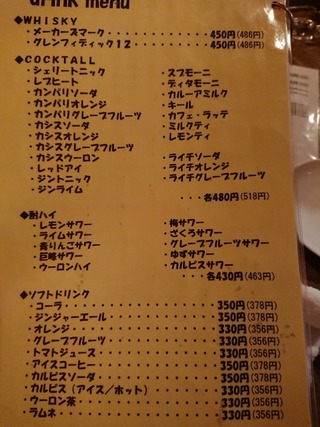 drink menu
◆WHISKY
・メーカーズマーク・・・・・・・・・・・450円(486円)
・グレンフィディック12・・・・・・・・450円(486円)
◆COCKTALL
・シェリートニック ・スプモーニ
・レブヒート ・ディタモーニ
・カンパリソーダ ・カルーアミルク
・カンパリオレンジ ・キール
・カンパリグレープフルーツ ・カフェ・ラッテ
・カシスソーダ ・ミルクティ
・カシスオレンジ ・レモンティ
・カシスグレープフルーツ
・カシスウーロン ・ライチソーダ
・レッドアイ ・ライチオレンジ
・ジントニック ・ライチグレープフルーツ
・ジンライム
・・各480円(518円)
◆酎ハイ
・レモンサワー ・梅サワー
・ライムサワー ・ざくろサワー
・青りんごサワー ・グレープフルーツサワー
・巨峰サワー ・ゆずサワー
・ウーロンハイ ・カルピスサワー
・・各430円(463円)
◆ソフトドリンク
・コーラ・・・・・・・・・・・・・・・350円(378円)
・ジンジャーエール・・・・・・・・・・350円(378円)
・オレンジ・・・・・・・・・・・・・・330円(356円)
・グレープフルーツ・・・・・・・・・・330円(356円)
・トマトジュース・・・・・・・・・・・330円(356円)
・アイスコーヒー・・・・・・・・・・・350円(378円)
・カルピスソーダ・・・・・・・・・・・350円(378円)
・カルピス(アイス/ホット)・・・・・・330円(356円)
・ウーロン茶・・・・・・・・・・・・・330円(356円)
・ラムネ・・・・・・・・・・・・・・・330円(356円)